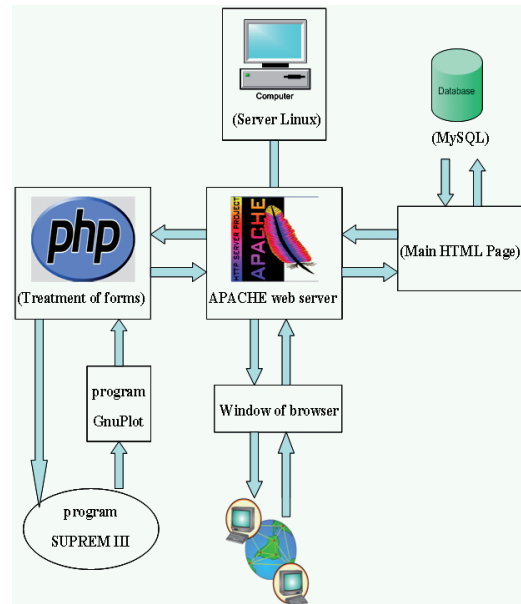 Computer
(Server Linux)
Database
(MySQL)
php
(Treatment of forms)
HTTP SERVER PROJECT
APACHE
APACHE web server
(Main HTML Page)
program
GnuPlot
Window of browser
program
SUPREM III